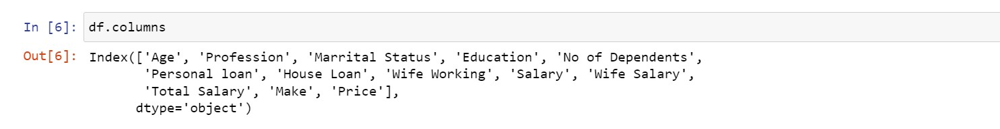 In [6]: df.columns
Out[6]: Index(['Age', 'Profession', 'Marrital Status', 'Education', 'No of Dependents',
'Personal loan', 'House Loan', 'Wife Working', 'Salary', 'Wife Salary',
'Total Salary', 'Make', 'Price'],
dtype='object')